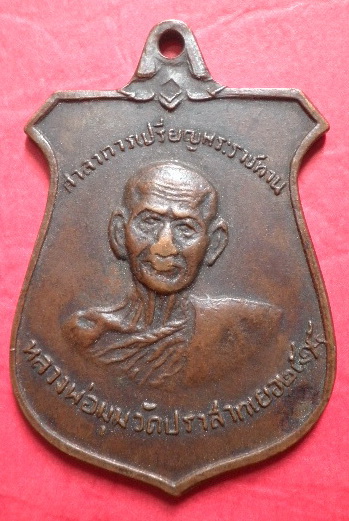 ศาลาการเปรียญพระราชทาน
หลวงพ่อมุมวัดปราสาทเยอ๒๕๑๕